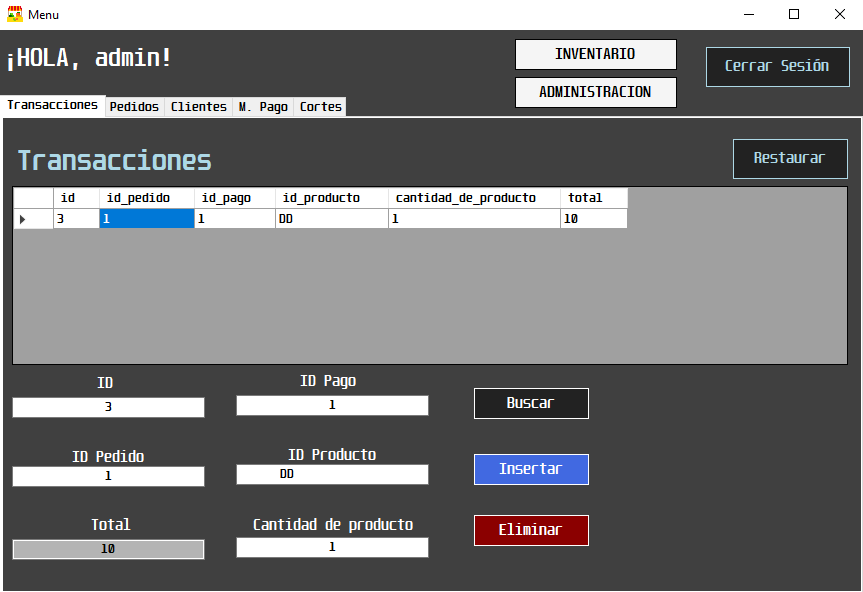 Menu
¡HOLA, admin!
INVENTARIO
ADMINISTRACION
Cerrar Sesión
Transacciones Pedidos Clientes M. Pago Cortes
Transacciones
Restaurar
id id_pedido id_pago id_producto cantidad_de_producto total
3 1 1 DD 1 10
ID
3
ID Pago
1
Buscar
ID Pedido
1
ID Producto
DD
Insertar
Total
10
Cantidad de producto
1
Eliminar